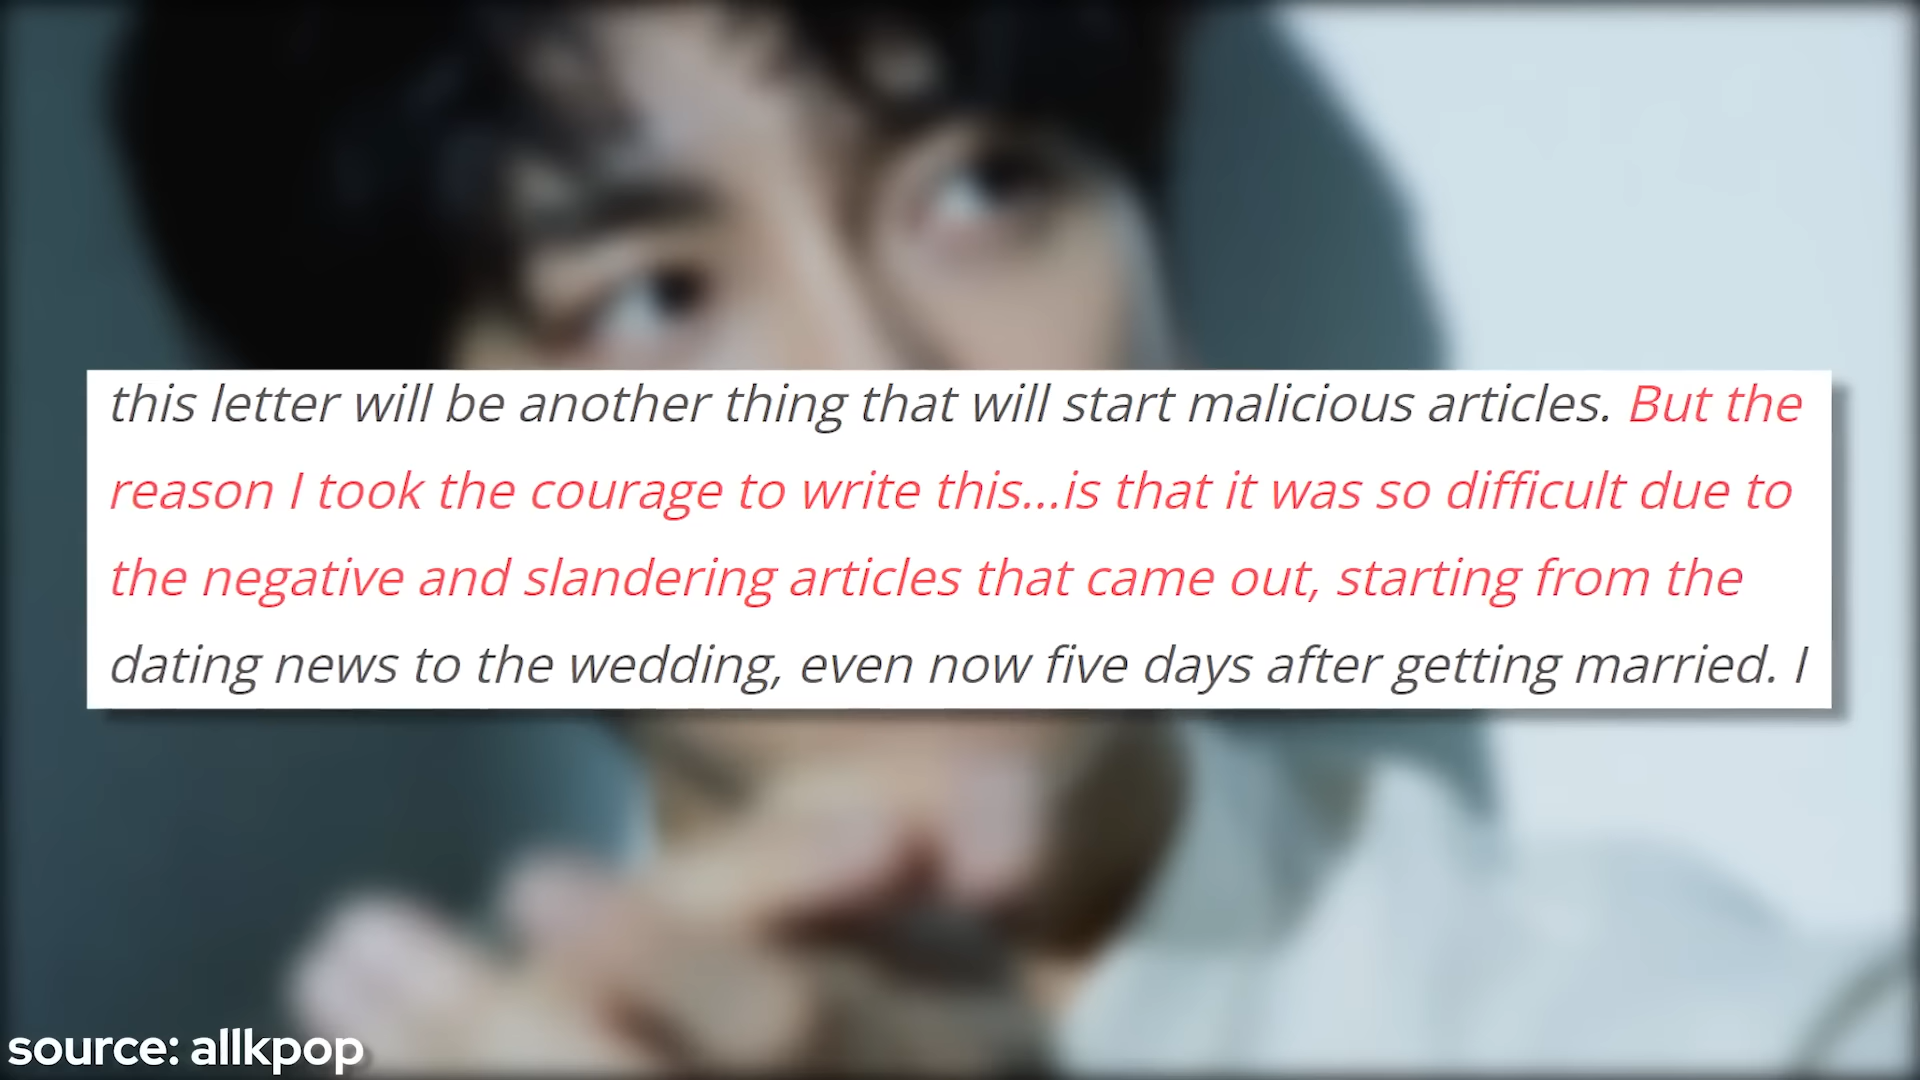 this letter will be another thing that will start malicious articles. But the
reason I took the courage to write this...is that it was so difficult due to
the negative and slandering articles that came out, starting from the
dating news to the wedding, even now five days after getting married. I
source: allkpop